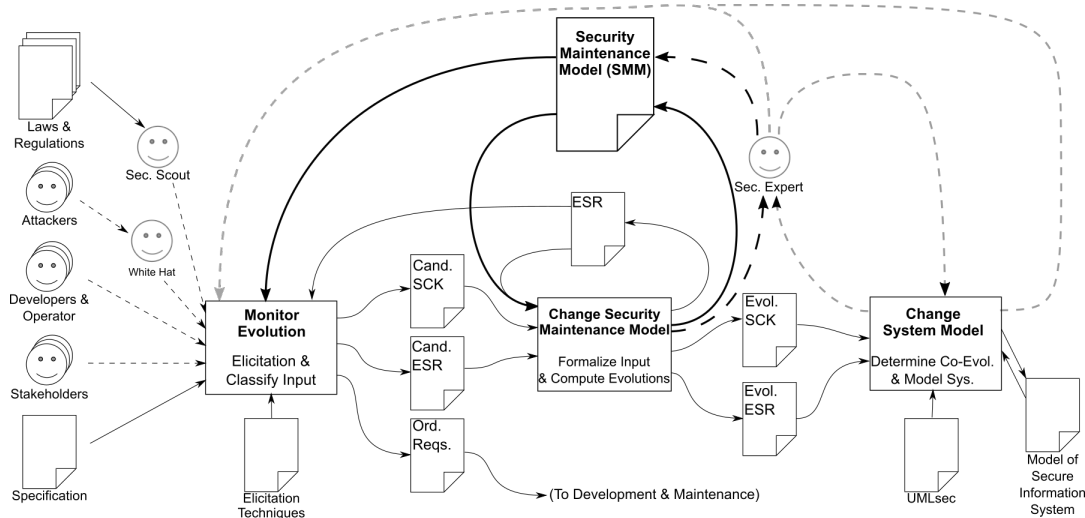 Security
Maintenance
Model (SMM)
Laws &
Regulations
Sec. Scout
Attackers
White Hat
Developers &
Operator
Stakeholders
Specification
Monitor
Evolution
Elicitation &
Classify Input
Elicitation
Techniques
Cand.
SCK
Cand.
ESR
Ord.
Reqs.
(To Development & Maintenance)
ESR
Change Security
Maintenance Model
Formalize Input
& Compute Evolutions
Sec. Expert
Evol.
SCK
Evol.
ESR
Change
System Model
Determine Co-Evol.
& Model Sys.
UMLsec
Model of
Secure
Information
System